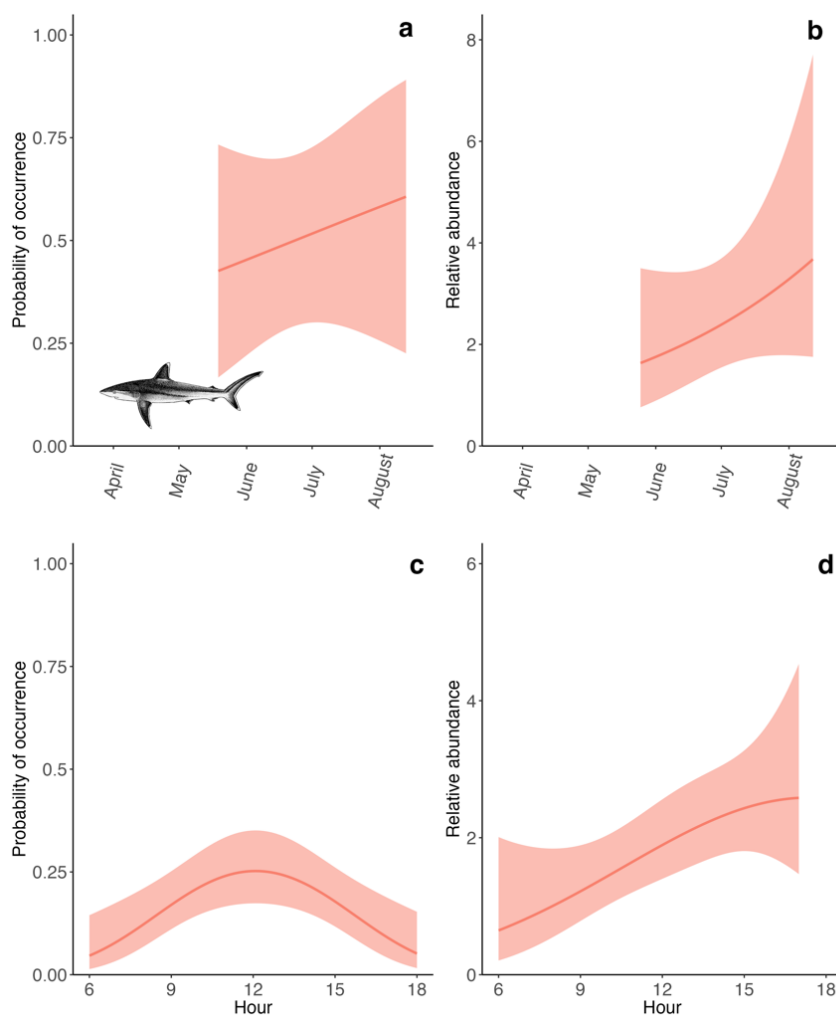 a
1.00
0.75
0.5
0.25
0.00
Probability of occurrence
April
May
June
July
August
b
8
6
4
2
0
Relative abundance
April
May
June
July
August
c
1.00
0.75
0.5
0.25
0.00
Probability of occurrence
6
9
12
15
18
Hour
d
6
4
2
0
Relative abundance
6
9
12
15
18
Hour